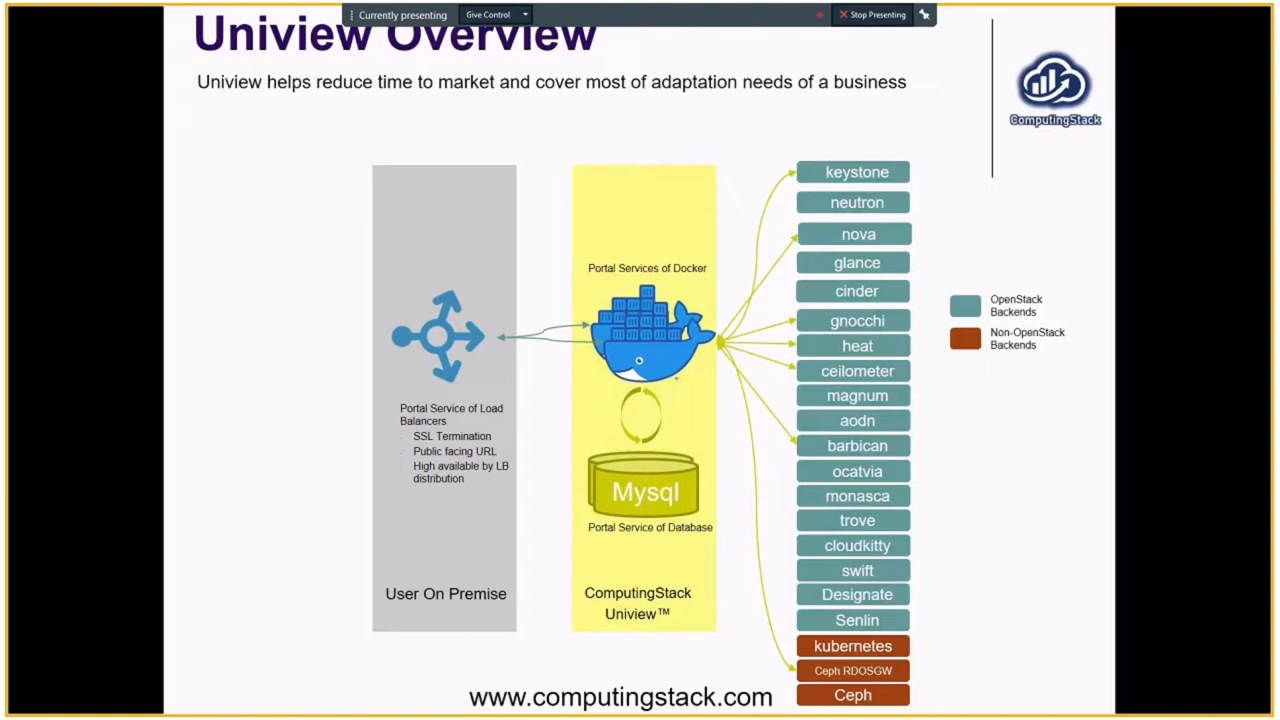 Currently presenting
Give Control
Stop Presenting
Uniview Overview
Uniview helps reduce time to market and cover most of adaptation needs of a business
ComputingStack
Portal Service of Load
Balancers
SSL Termination
Public facing URL
High available by LB
distribution
User On Premise
Portal Services of Docker
Mysql
Portal Service of Database
ComputingStack
Uniview™
keystone
neutron
nova
glance
cinder
gnocchi
heat
ceilometer
magnum
aodn
barbican
ocatvia
monasca
trove
cloudkitty
swift
Designate
Senlin
kubernetes
Ceph RDOSGW
Ceph
OpenStack
Backends
Non-OpenStack
Backends
www.computingstack.com